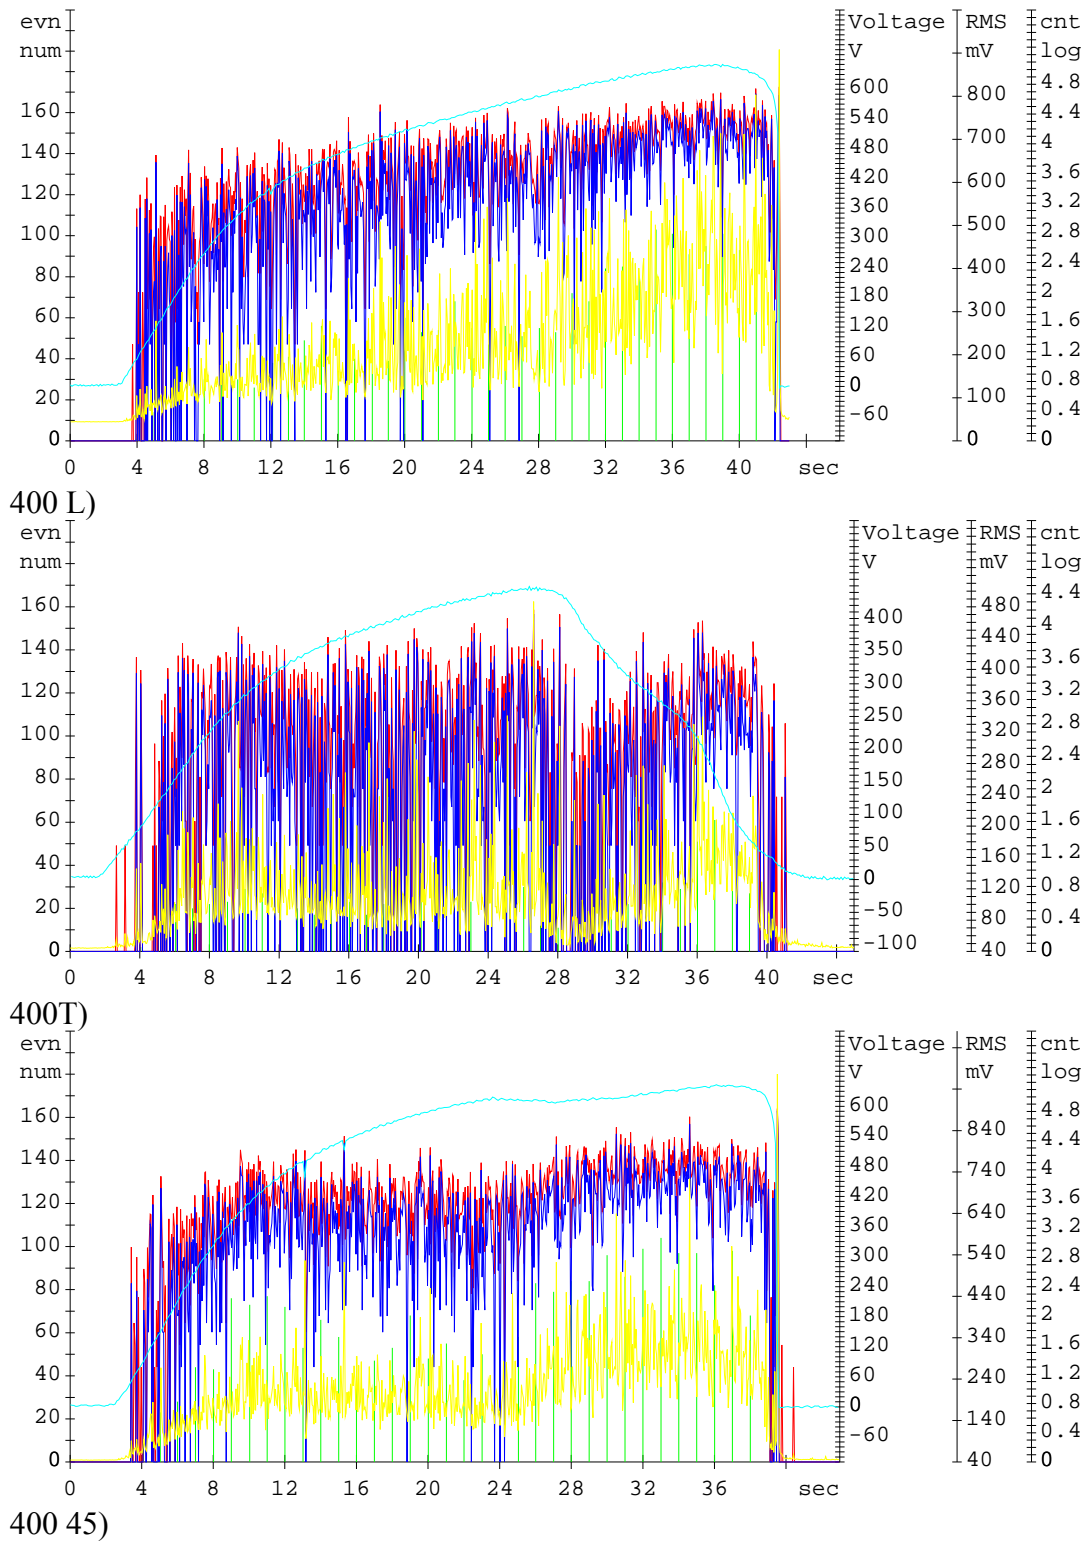 evn Voltage RMS cnt
num V mV log
4.8
600 800
160 4.4
540
700 4
140 480
3.6
120 420 600
3.2
360
100 500 2.8
300
80 240 400 2.4
2
180
60 300
120 1.6
40 60 200 1.2
0 0.8
20 100
-60 0.4
0 0 0
0 4 8 12 16 20 24 28 32 36 40 sec
400 L)
evn Voltage RMS cnt
num V mV log
4.4
160 400 480
4
140 440
350 400 3.6
120 300 360 3.2
250 320 2.8
100
200 280 2.4
80 150 240 2
60 100 200 1.6
40 50 160 1.2
0 120 0.8
20 -50 80 0.4
0 -100 40 0
0 4 8 12 16 20 24 28 32 36 40 sec
400T)
evn Voltage RMS cnt
num V mV log
600 4.8
160 840
540 4.4
140 480 740 4
120 420 3.6
640
360 3.2
100 300 540 2.8
80 240 440 2.4
180 2
60 120 340 1.6
40 60 240 1.2
0 0.8
20 140
-60 0.4
0 40 0
0 4 8 12 16 20 24 28 32 36 sec
400 45)